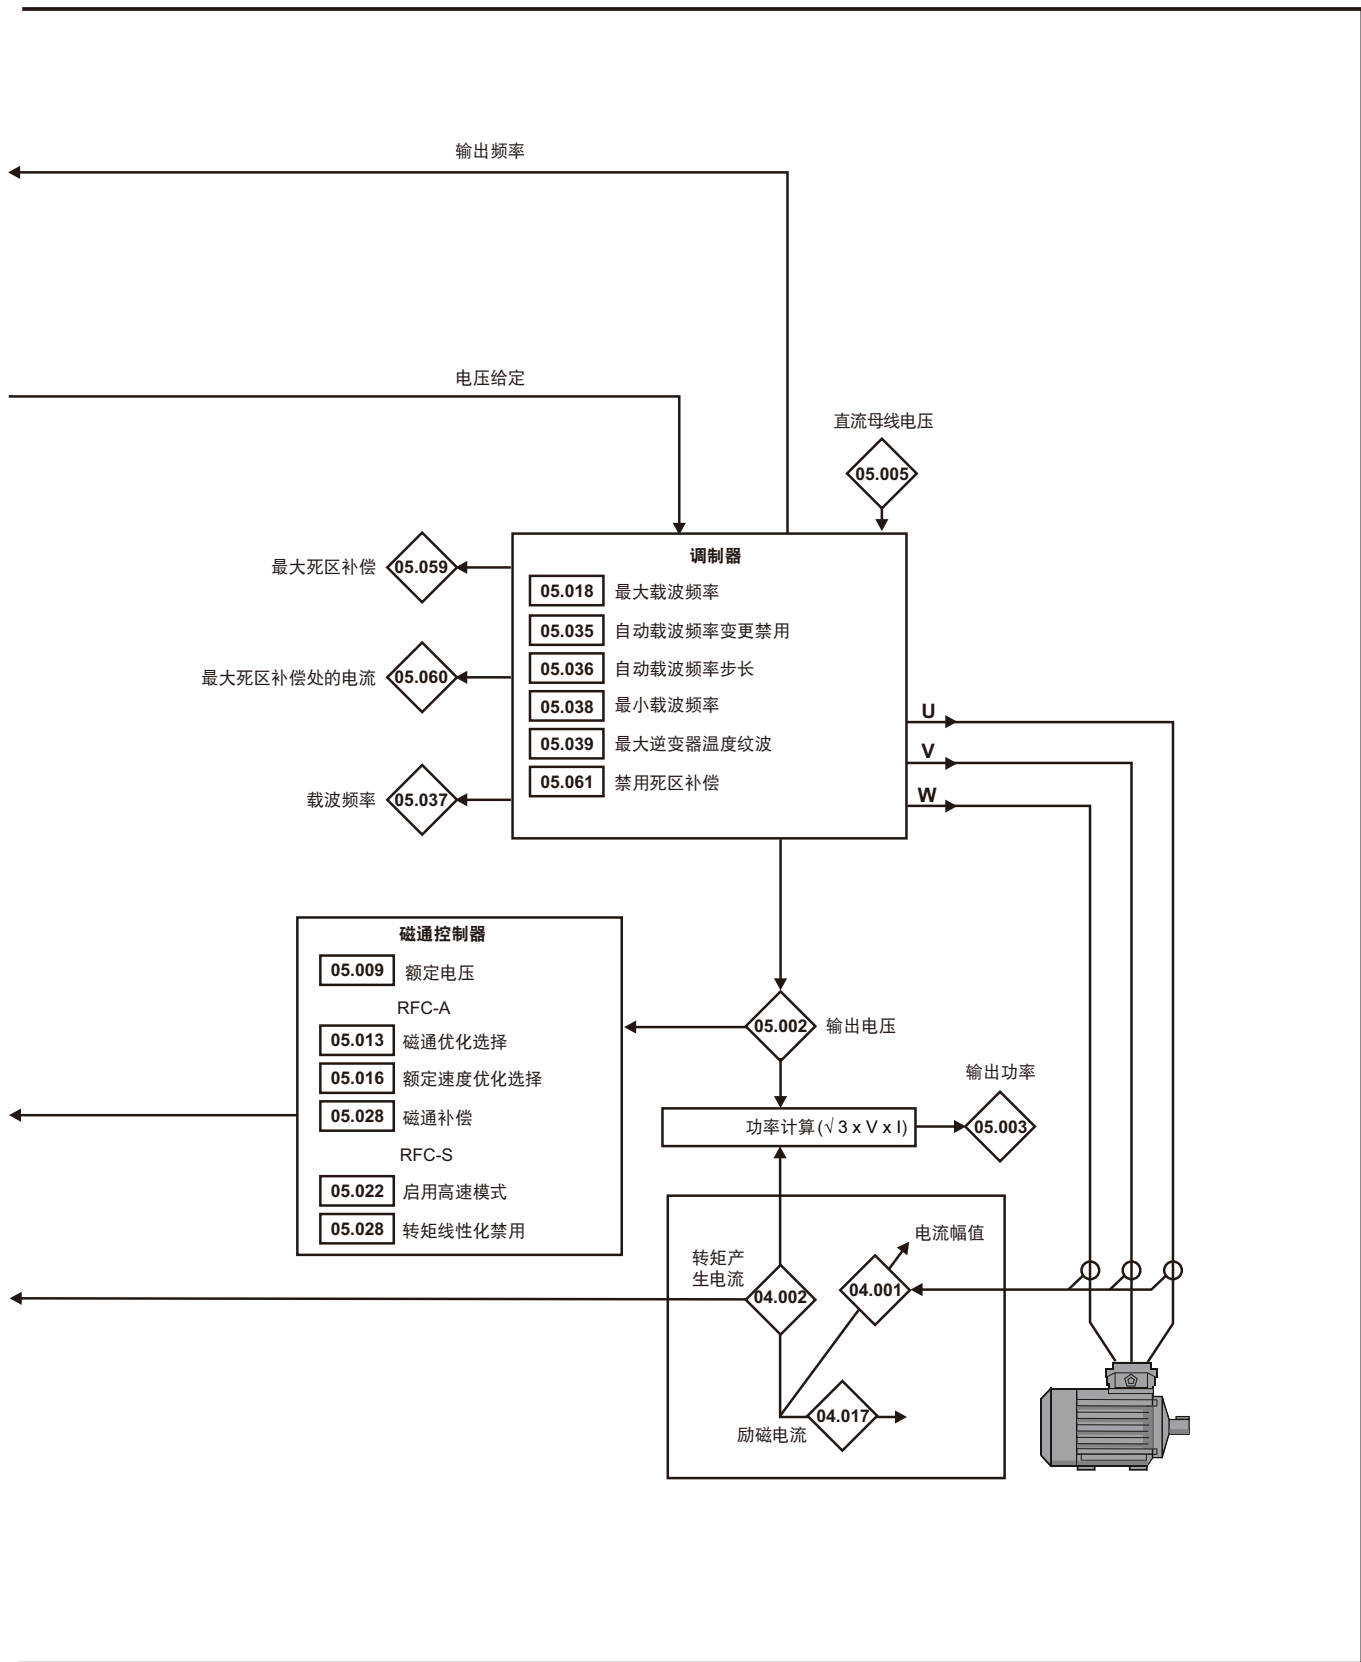 输出频率
电压给定
直流母线电压
05.005
调制器
最大死区补偿
05.059
05.018 最大载波频率
05.035 自动载波频率变更禁用
最大死区补偿处的电流
05.060
05.036 自动载波频率步长
05.038 最小载波频率
05.039 最大逆变器温度纹波
05.061 禁用死区补偿
载波频率
05.037
U
V
W
磁通控制器
05.009 额定电压
RFC-A
05.013 磁通优化选择
05.016 额定速度优化选择
05.028 磁通补偿
RFC-S
05.022 启用高速模式
05.028 转矩线性化禁用
05.002 输出电压
输出功率
05.003
功率计算(√ 3 x V x I)
电流幅值
转矩产
生电流
04.002
04.001
04.017
励磁电流